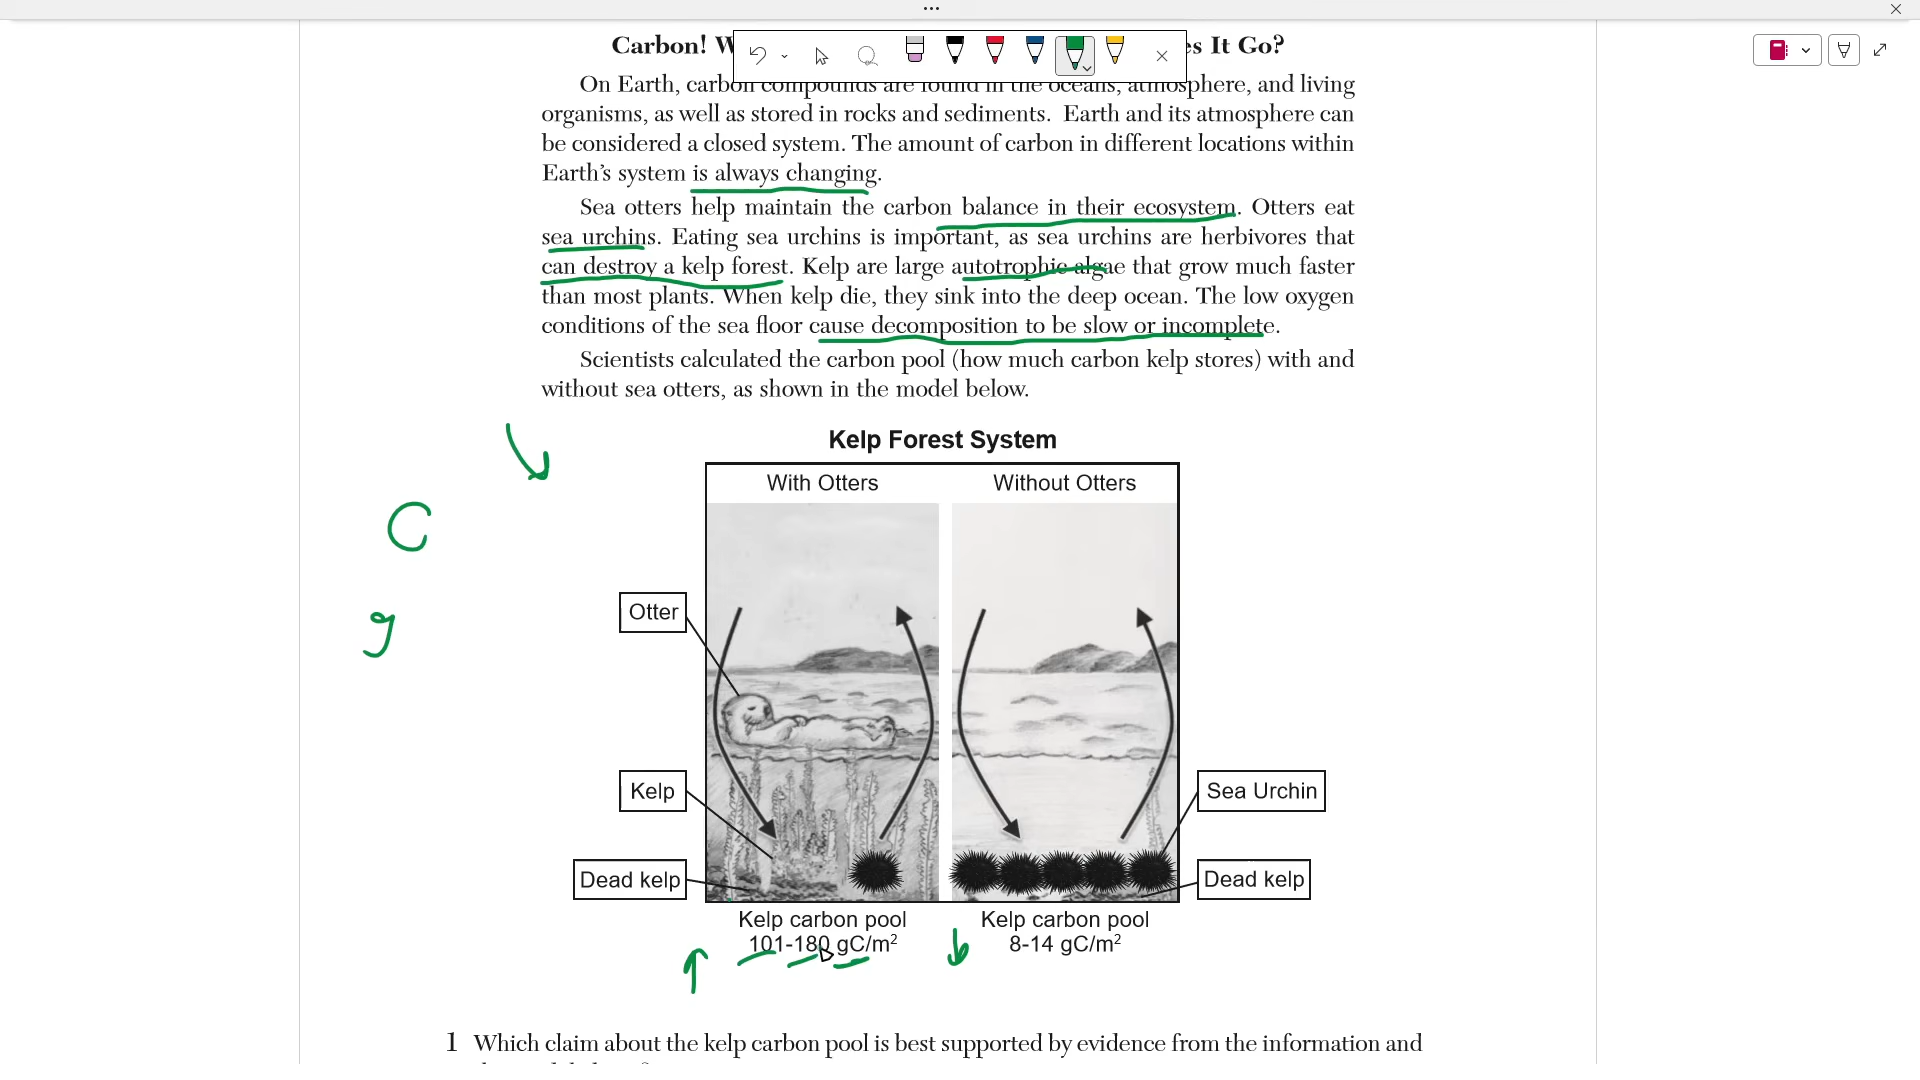 Carbon! W
es It Go?
On Earth, carbon compounds are found in the oceans, atmosphere, and living
organisms, as well as stored in rocks and sediments. Earth and its atmosphere can
be considered a closed system. The amount of carbon in different locations within
Earth's system is always changing.
Sea otters help maintain the carbon balance in their ecosystem. Otters eat
sea urchins. Eating sea urchins is important, as sea urchins are herbivores that
can destroy a kelp forest. Kelp are large autotrophic algae that grow much faster
than most plants. When kelp die, they sink into the deep ocean. The low oxygen
conditions of the sea floor cause decomposition to be slow or incomplete.
Scientists calculated the carbon pool (how much carbon kelp stores) with and
without sea otters, as shown in the model below.
Kelp Forest System
With Otters
Without Otters
C
g
Otter
Kelp
Sea Urchin
Dead kelp
Dead kelp
Kelp carbon pool
101-180 gC/m²
Kelp carbon pool
8-14 gC/m²
1 Which claim about the kelp carbon pool is best supported by evidence from the information and